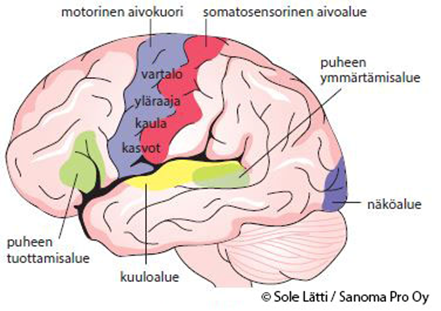 motorinen aivokuori
somatosensorinen aivoalue
puheen
ymmärtämisalue
vartalo
yläraaja
kaula
kasvot
näköalue
puheen
tuottamisalue
kuuloalue
© Sole Lätti / Sanoma Pro Oy